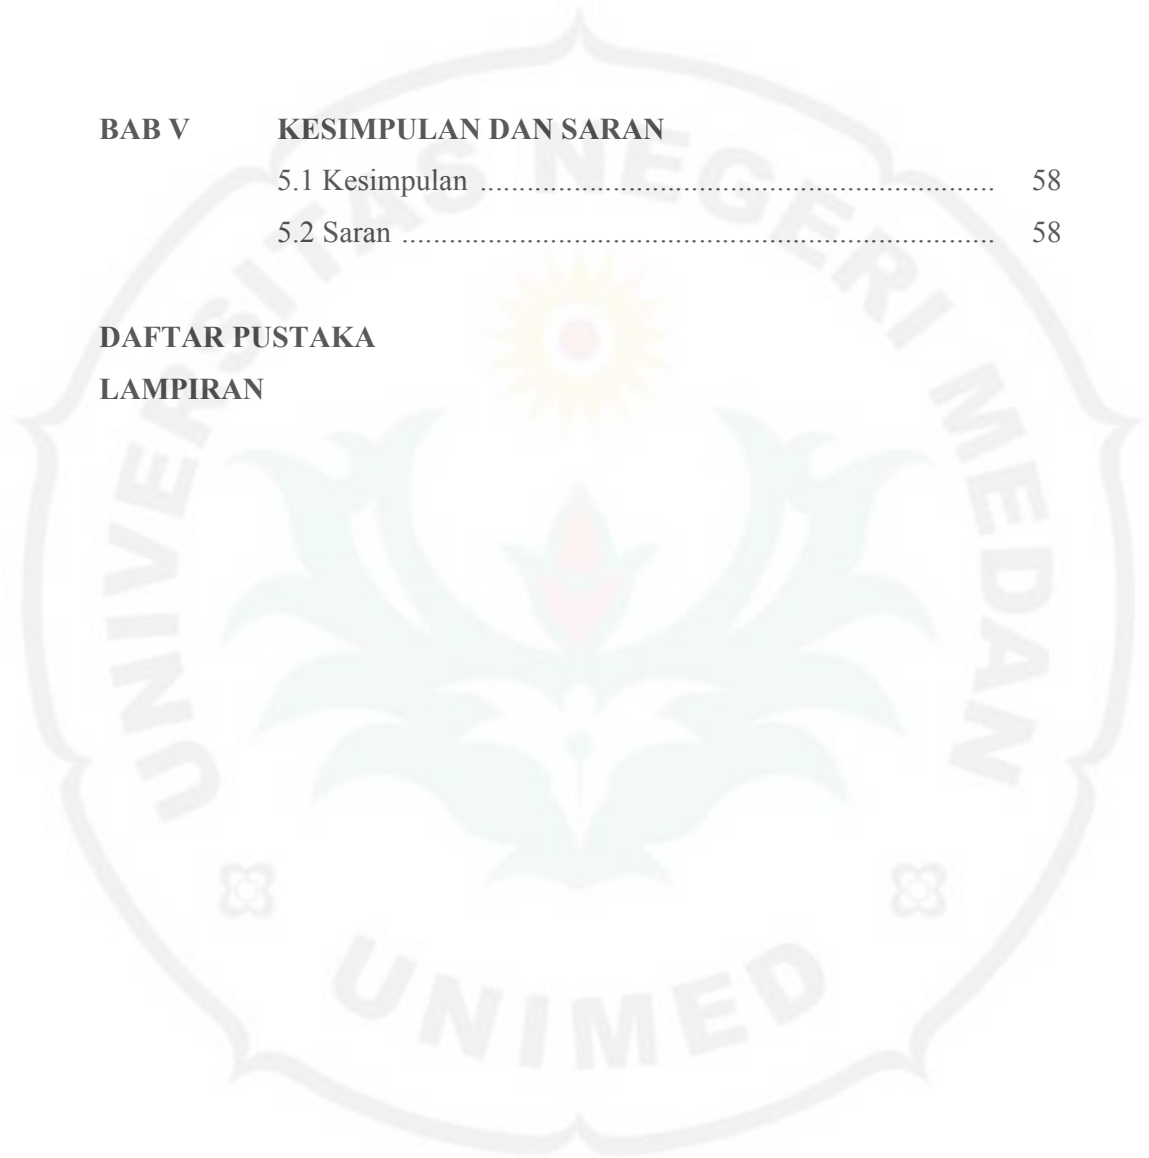 BAB V KESIMPULAN DAN SARAN
5.1 Kesimpulan .................................................................. 58
5.2 Saran ............................................................................ 58
DAFTAR PUSTAKA
LAMPIRAN
UNIVERSITAS NEGERI MEDAN
UNIMED